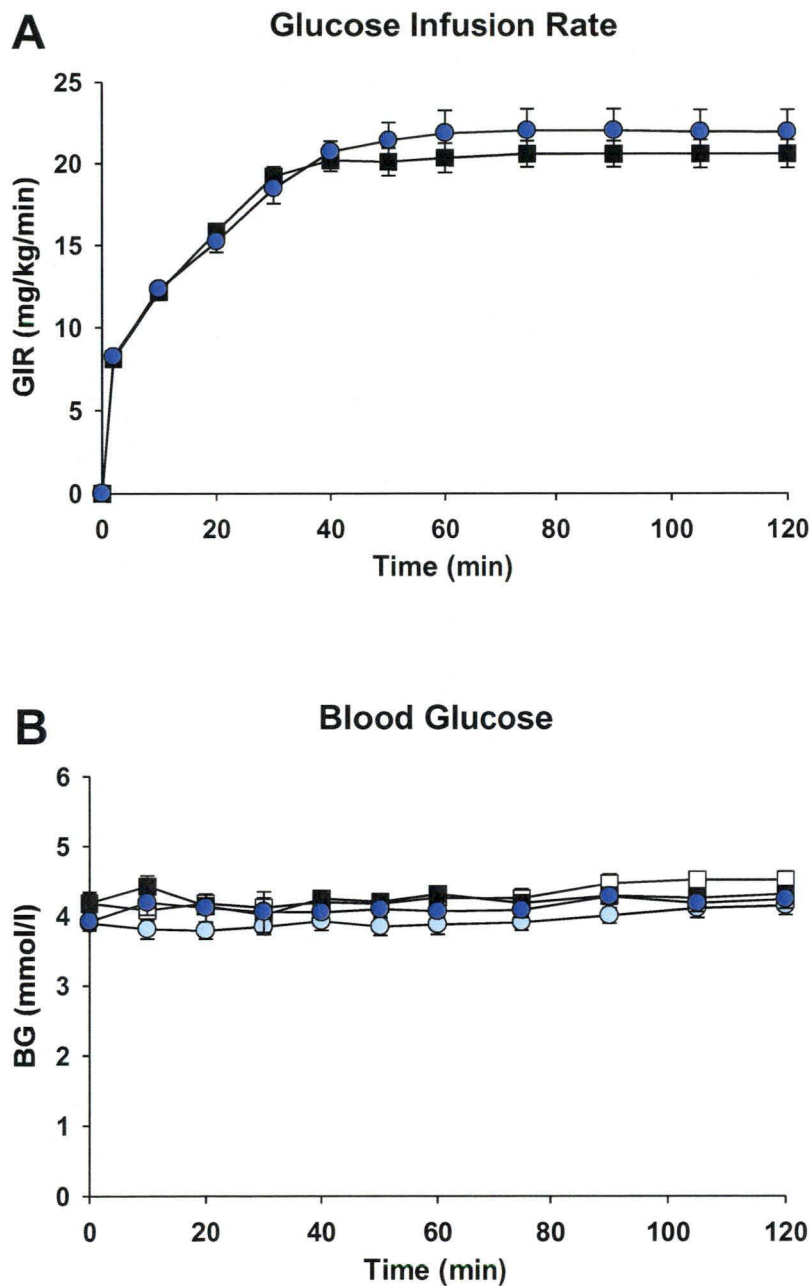 A
Glucose Infusion Rate
GIR (mg/kg/min)
25
20
15
10
5
0
0 20 40 60 80 100 120
Time (min)
B
Blood Glucose
BG (mmol/l)
6
5
4
3
2
1
0
0 20 40 60 80 100 120
Time (min)